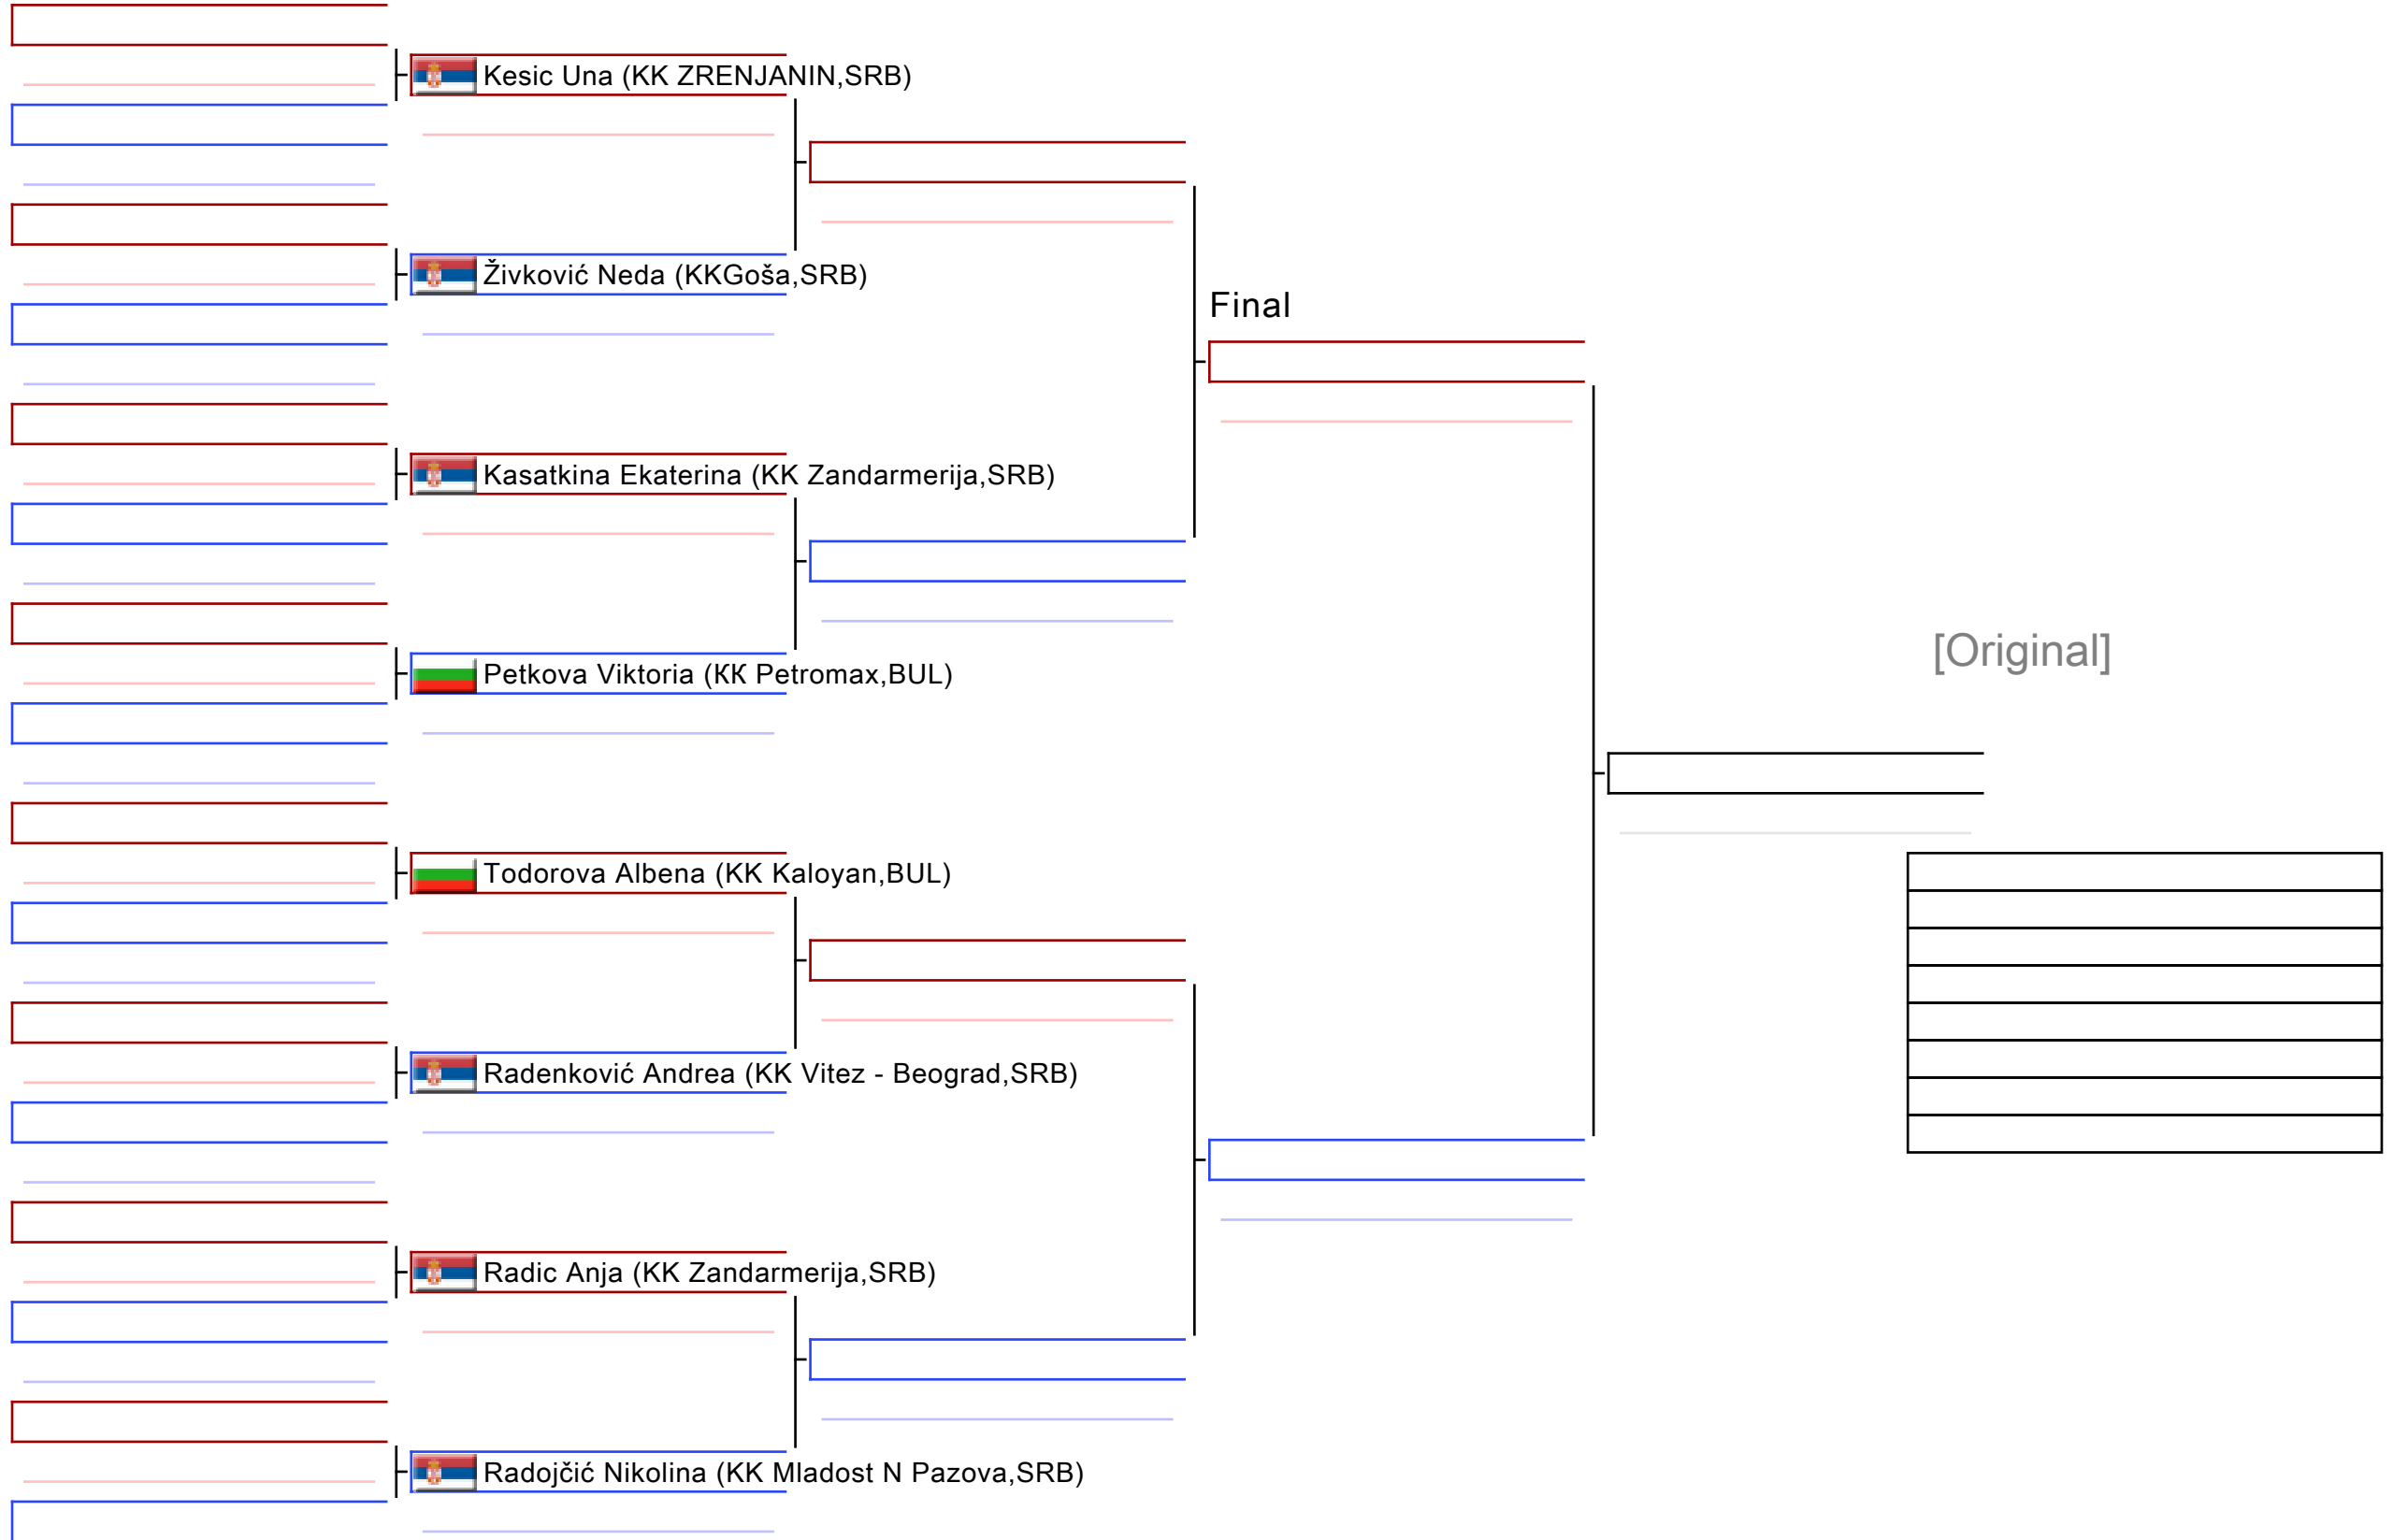 Kesic Una (KK ZRENJANIN,SRB)
Živković Neda (KKGoša,SRB)
Final
Kasatkina Ekaterina (KK Zandarmerija,SRB)
[Original]
Petkova Viktoria (КК Petromax,BUL)
Todorova Albena (KK Kaloyan,BUL)
Radenković Andrea (KK Vitez - Beograd,SRB)
Radic Anja (KK Zandarmerija,SRB)
Radojčić Nikolina (KK Mladost N Pazova,SRB)